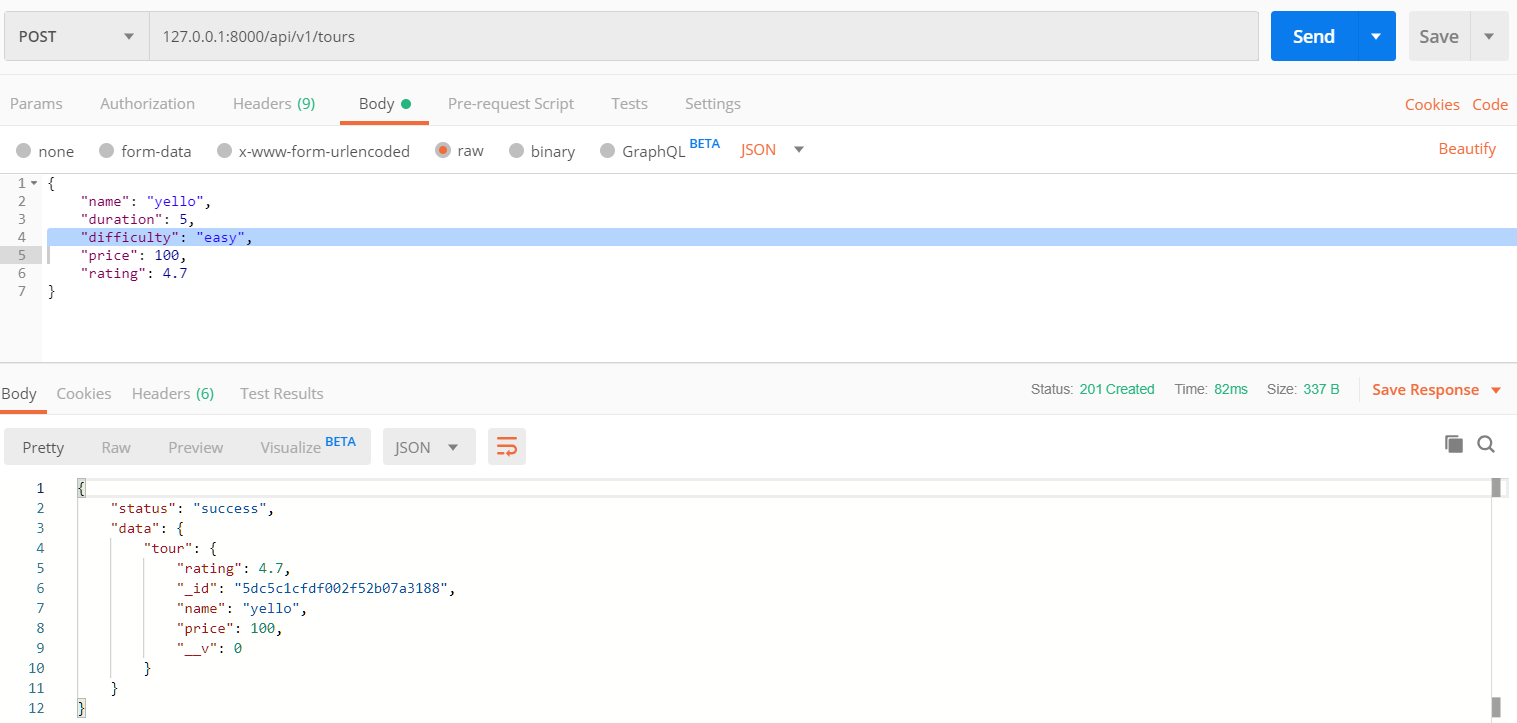 POST 127.0.0.1:8000/api/v1/tours Send Save
Params Authorization Headers (9) Body Pre-request Script Tests Settings Cookies Code
none form-data x-www-form-urlencoded raw binary GraphQL BETA JSON Beautify
1 {
2 "name": "yello",
3 "duration": 5,
4 "difficulty": "easy",
5 "price": 100,
6 "rating": 4.7
7 }
Body Cookies Headers (6) Test Results Status: 201 Created Time: 82ms Size: 337 B Save Response
Pretty Raw Preview Visualize BETA JSON
1 {
2 "status": "success",
3 "data": {
4 "tour": {
5 "rating": 4.7,
6 "_id": "5dc5c1cfdf002f52b07a3188",
7 "name": "yello",
8 "price": 100,
9 "__v": 0
10 }
11 }
12 }